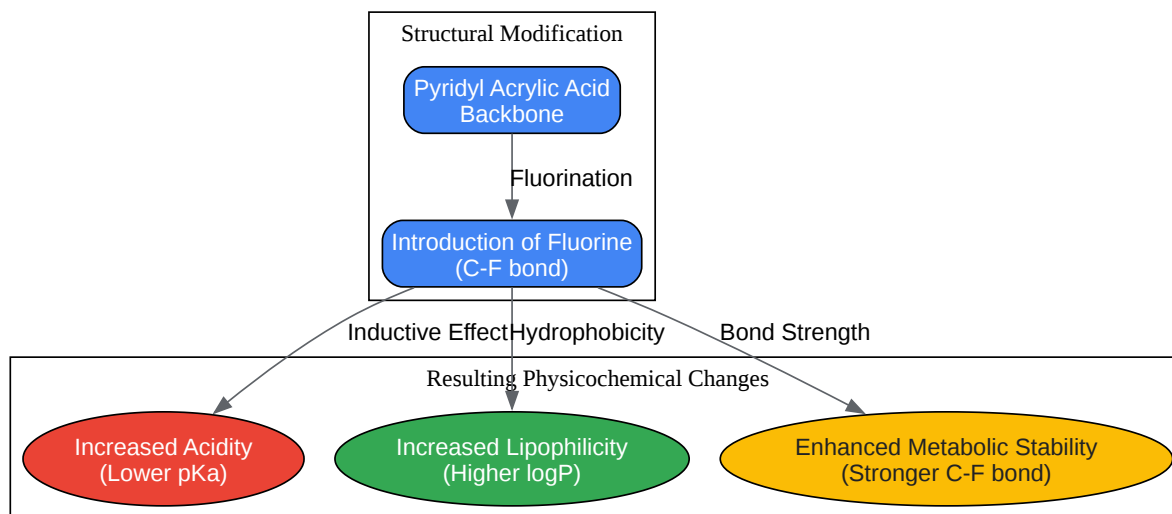 Structural Modification
Pyridyl Acrylic Acid
Backbone
Fluorination
Introduction of Fluorine
(C-F bond)
Inductive Effect
Hydrophobicity
Bond Strength
Resulting Physicochemical Changes
Increased Acidity
(Lower pKa)
Increased Lipophilicity
(Higher logP)
Enhanced Metabolic Stability
(Stronger C-F bond)